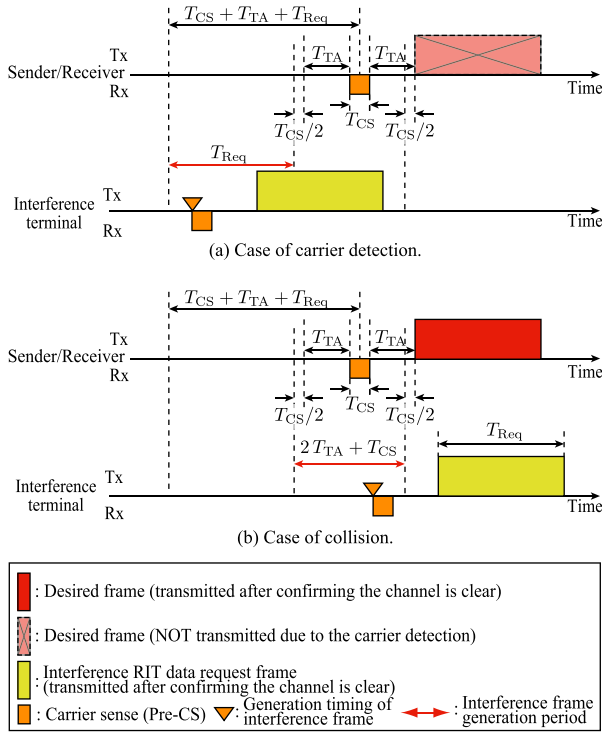 T_CS + T_TA + T_Req
Tx
T_TA
T_TA
Sender/Receiver
Time
Rx
T_CS/2
T_CS
T_CS/2
T_Req
Interference
terminal
Tx
Time
Rx
(a) Case of carrier detection.
T_CS + T_TA + T_Req
Tx
T_TA
T_TA
Sender/Receiver
Time
Rx
T_CS/2
T_CS
T_CS/2
2 T_TA + T_CS
T_Req
Tx
Interference
terminal
Time
Rx
(b) Case of collision.
: Desired frame (transmitted after confirming the channel is clear)
: Desired frame (NOT transmitted due to the carrier detection)
: Interference RIT data request frame
(transmitted after confirming the channel is clear)
: Carrier sense (Pre-CS)
: Generation timing of
interference frame
: Interference frame
generation period